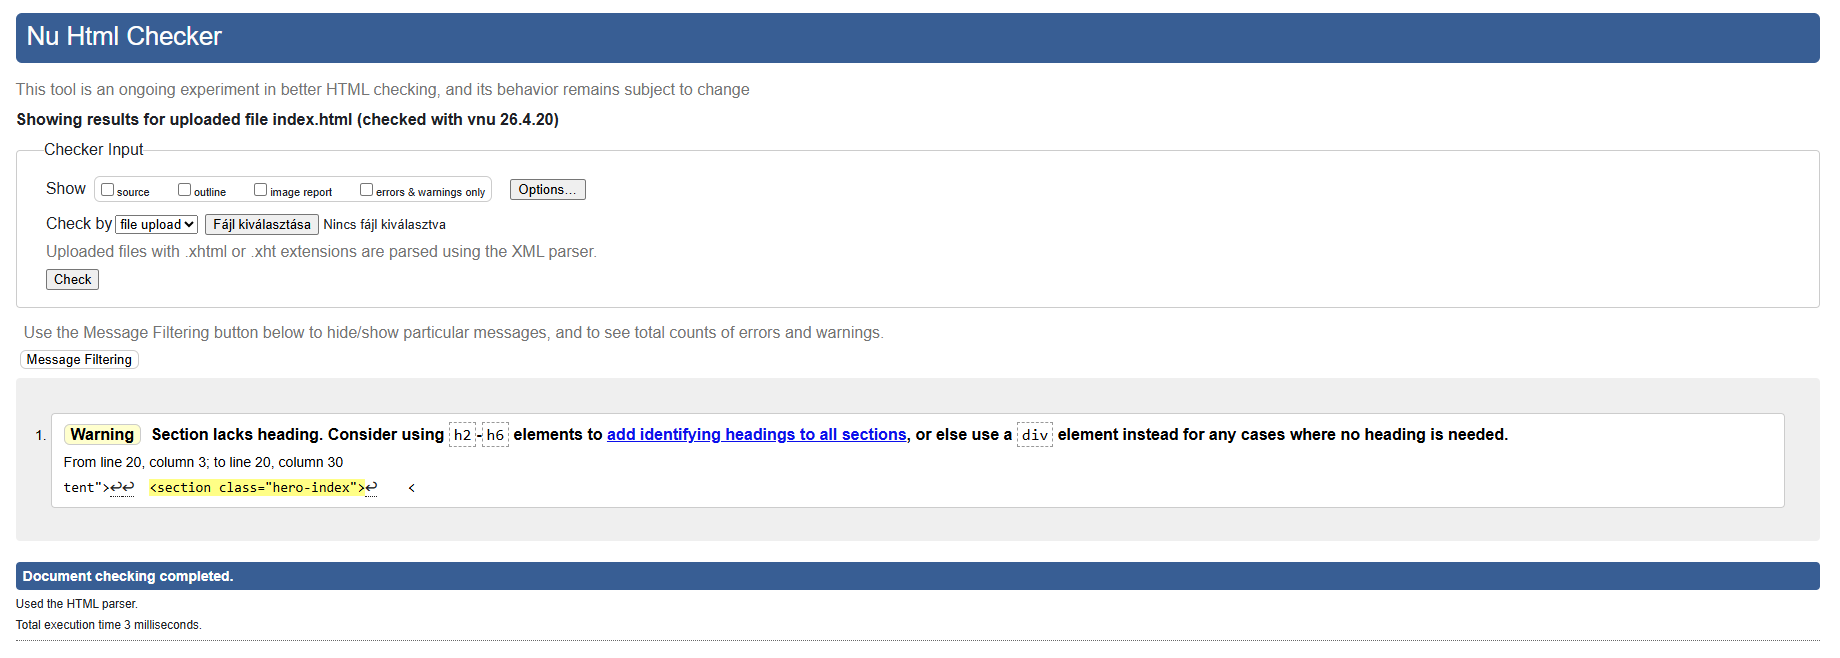 Nu Html Checker
This tool is an ongoing experiment in better HTML checking, and its behavior remains subject to change
Showing results for uploaded file index.html (checked with vnu 26.4.20)
Checker Input
Show source outline image report errors & warnings only Options...
Check by file upload Fájl kiválasztása Nincs fájl kiválasztva
Uploaded files with .xhtml or .xht extensions are parsed using the XML parser.
Check
Use the Message Filtering button below to hide/show particular messages, and to see total counts of errors and warnings.
Message Filtering
1. Warning Section lacks heading. Consider using h2-h6 elements to add identifying headings to all sections, or else use a div element instead for any cases where no heading is needed.
From line 20, column 3; to line 20, column 30
tent">↩↩ <section class="hero-index">↩ <
Document checking completed.
Used the HTML parser.
Total execution time 3 milliseconds.